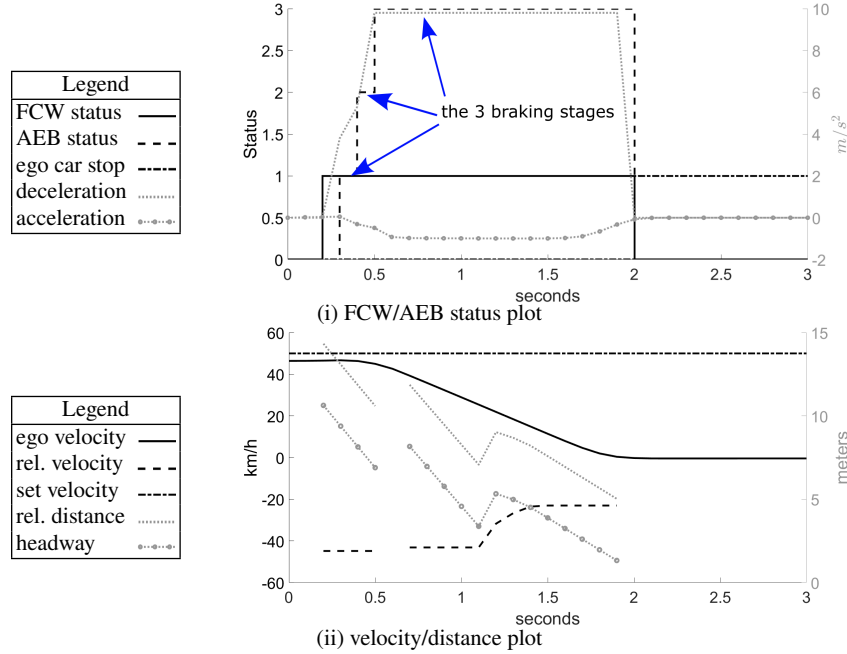 Legend
FCW status
AEB status
ego car stop
deceleration
acceleration
3
2.5
2
1.5
1
0.5
0
Status
10
8
6
4
2
0
-2
m/s²
the 3 braking stages
0 0.5 1 1.5 2 2.5 3
seconds
(i) FCW/AEB status plot
Legend
ego velocity
rel. velocity
set velocity
rel. distance
headway
60
40
20
0
-20
-40
-60
km/h
15
10
5
0
meters
0 0.5 1 1.5 2 2.5 3
seconds
(ii) velocity/distance plot